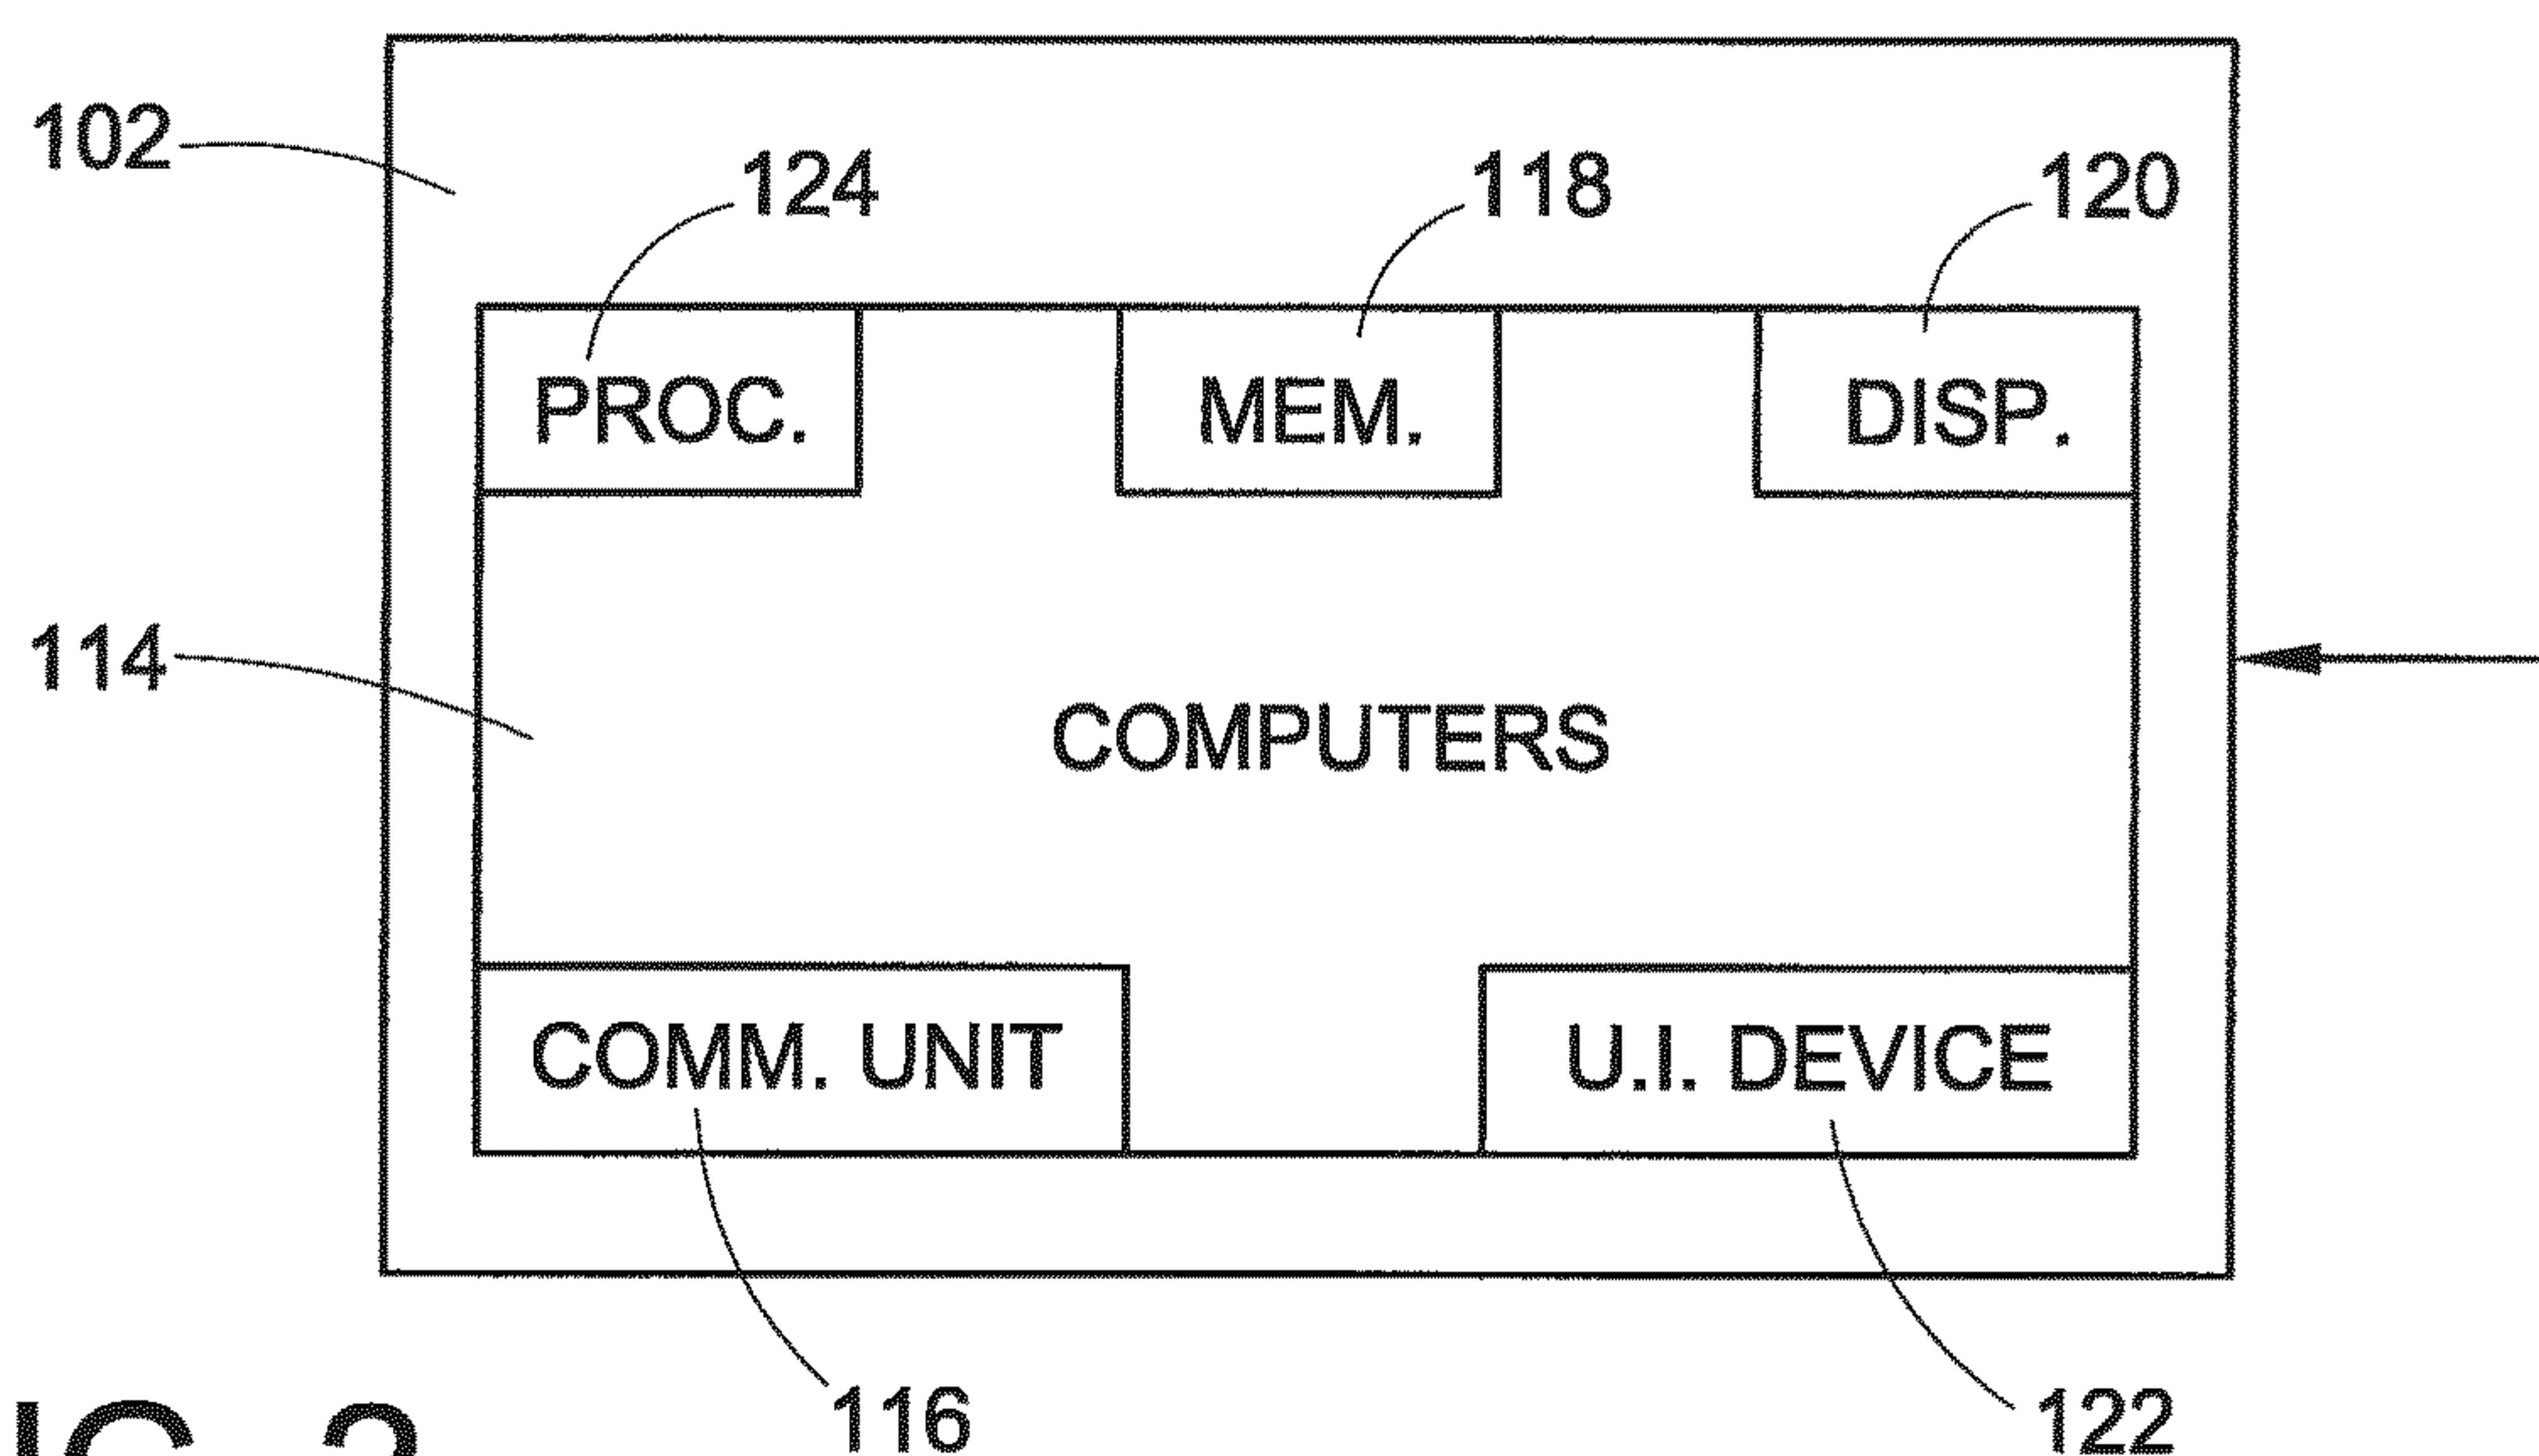 102
124 118 120
PROC. MEM. DISP.
114
COMPUTERS
COMM. UNIT U.I. DEVICE
116 122